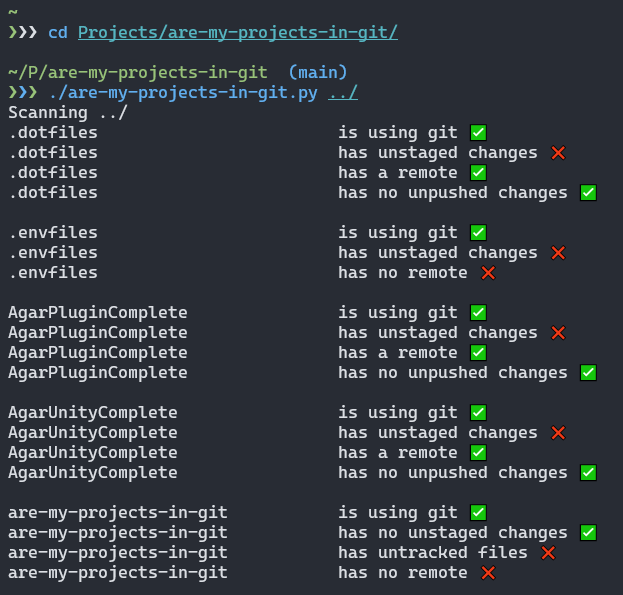 ~
❯❯❯ cd Projects/are-my-projects-in-git/
~/P/are-my-projects-in-git (main)
❯❯❯ ./are-my-projects-in-git.py ../
Scanning ../
.dotfiles is using git ✅
.dotfiles has unstaged changes ❌
.dotfiles has a remote ✅
.dotfiles has no unpushed changes ✅
.envfiles is using git ✅
.envfiles has unstaged changes ❌
.envfiles has no remote ❌
AgarPluginComplete is using git ✅
AgarPluginComplete has unstaged changes ❌
AgarPluginComplete has a remote ✅
AgarPluginComplete has no unpushed changes ✅
AgarUnityComplete is using git ✅
AgarUnityComplete has unstaged changes ❌
AgarUnityComplete has a remote ✅
AgarUnityComplete has no unpushed changes ✅
are-my-projects-in-git is using git ✅
are-my-projects-in-git has no unstaged changes ✅
are-my-projects-in-git has untracked files ❌
are-my-projects-in-git has no remote ❌